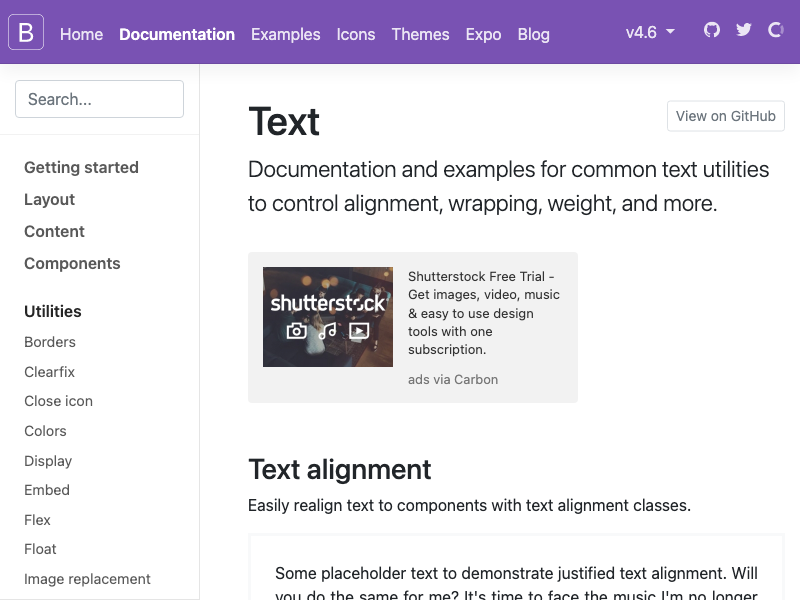 B Home Documentation Examples Icons Themes Expo Blog v4.6
Search...
Getting started
Layout
Content
Components
Utilities
Borders
Clearfix
Close icon
Colors
Display
Embed
Flex
Float
Image replacement
Text
View on GitHub
Documentation and examples for common text utilities
to control alignment, wrapping, weight, and more.
shutterstock
Shutterstock Free Trial -
Get images, video, music
& easy to use design
tools with one
subscription.
ads via Carbon
Text alignment
Easily realign text to components with text alignment classes.
Some placeholder text to demonstrate justified text alignment. Will
you do the same for me? It's time to face the music I'm no longer